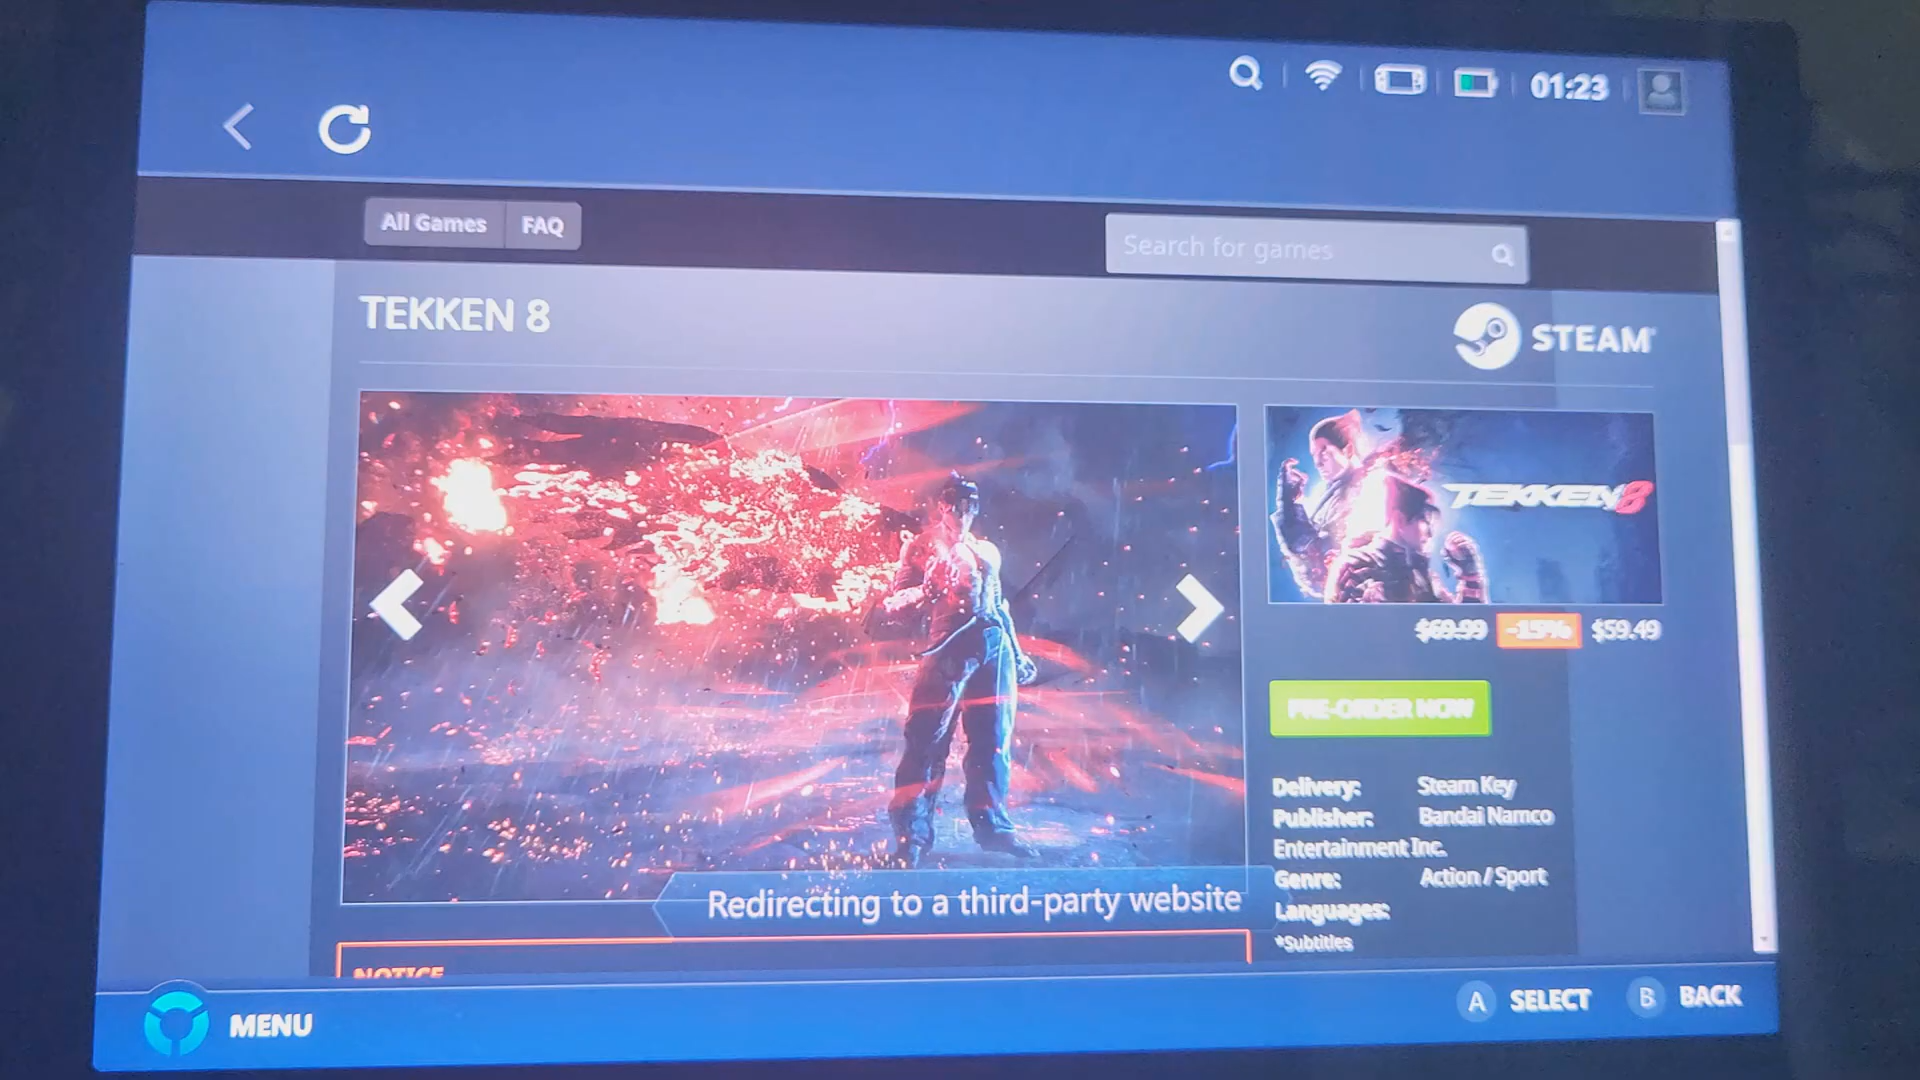 01:23
All Games
FAQ
Search for games
TEKKEN 8
STEAM
TEKKEN 8
$69.99 -15% $59.49
PRE-ORDER NOW
Delivery: Steam Key
Publisher: Bandai Namco
Entertainment Inc.
Genre: Action / Sport
Languages:
*Subtitles
Redirecting to a third-party website
NOTICE
MENU
A SELECT
B BACK